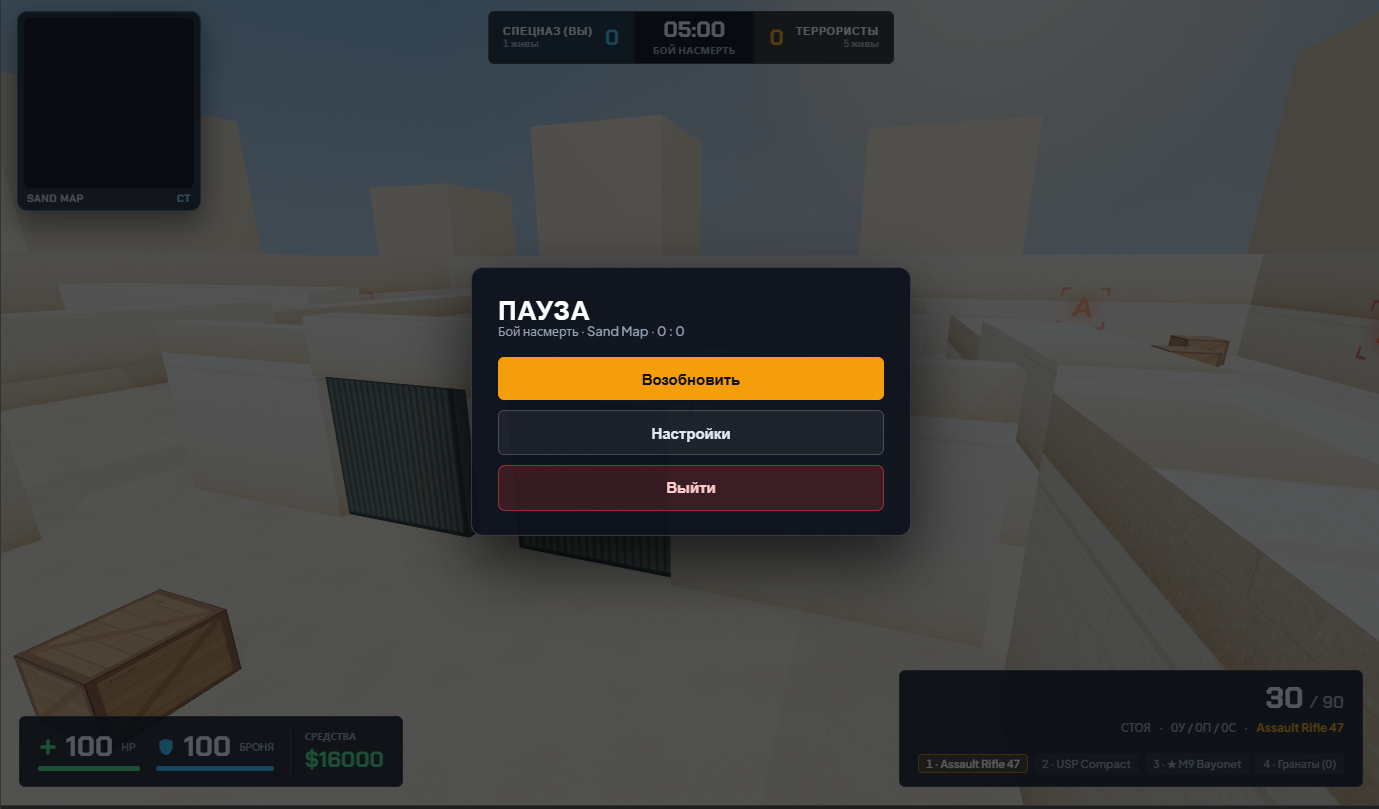 СПЕЦНАЗ (ВЫ)
1 живы
0
05:00
БОЙ НАСМЕРТЬ
0
ТЕРРОРИСТЫ
5 живы
SAND MAP
CT
A
ПАУЗА
Бой насмерть · Sand Map · 0 : 0
Возобновить
Настройки
Выйти
100 HP
100 БРОНЯ
СРЕДСТВА
$16000
30 / 90
СТОЯ · 0У / 0П / 0С · Assault Rifle 47
1 · Assault Rifle 47
2 · USP Compact
3 · ★ M9 Bayonet
4 · Гранаты (0)